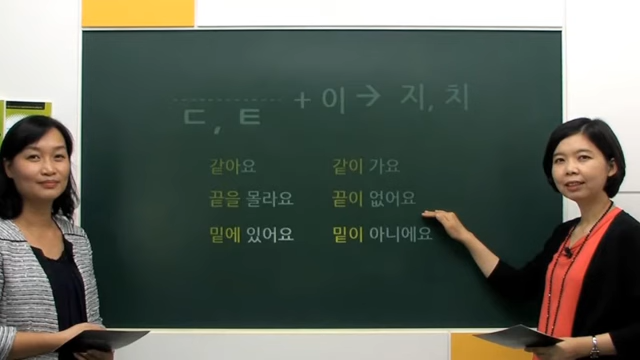 ㄷ, ㅌ + 이 → 지, 치
같아요 같이 가요
끝을 몰라요 끝이 없어요
밑에 있어요 밑이 아니에요